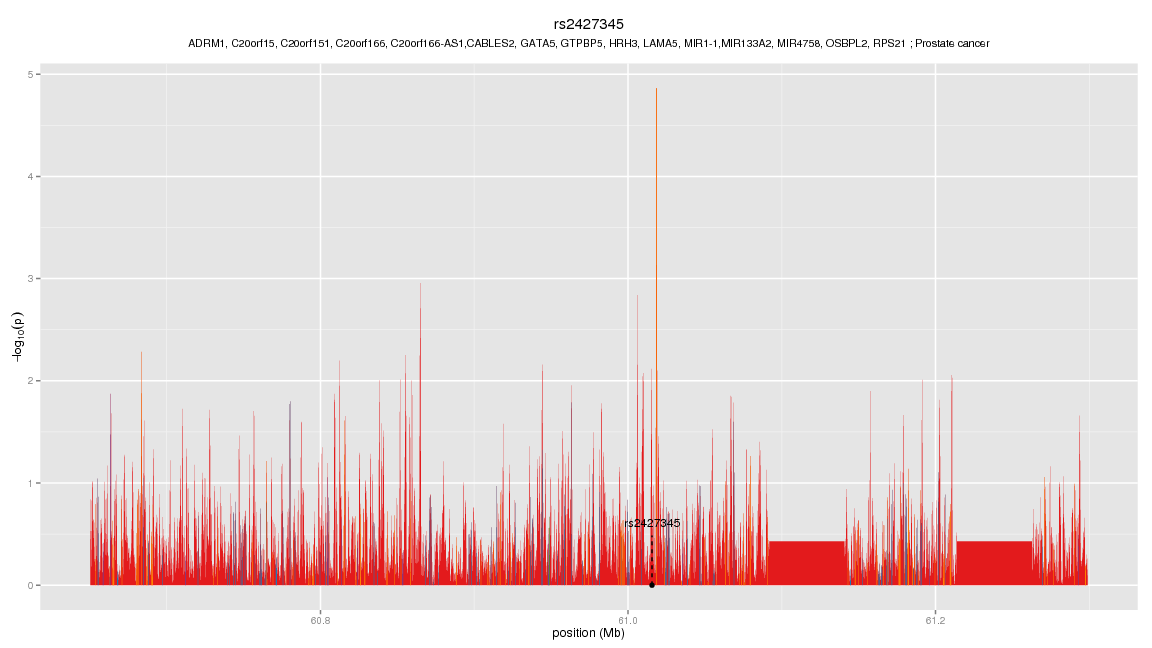 rs2427345
ADRM1, C20orf15, C20orf151, C20orf166, C20orf166-AS1,CABLES2, GATA5, GTPBP5, HRH3, LAMA5, MIR1-1,MIR133A2, MIR4758, OSBPL2, RPS21 ; Prostate cancer
5
4
3
2
1
0
−log10(p)
rs2427345
60.8 61.0 61.2
position (Mb)